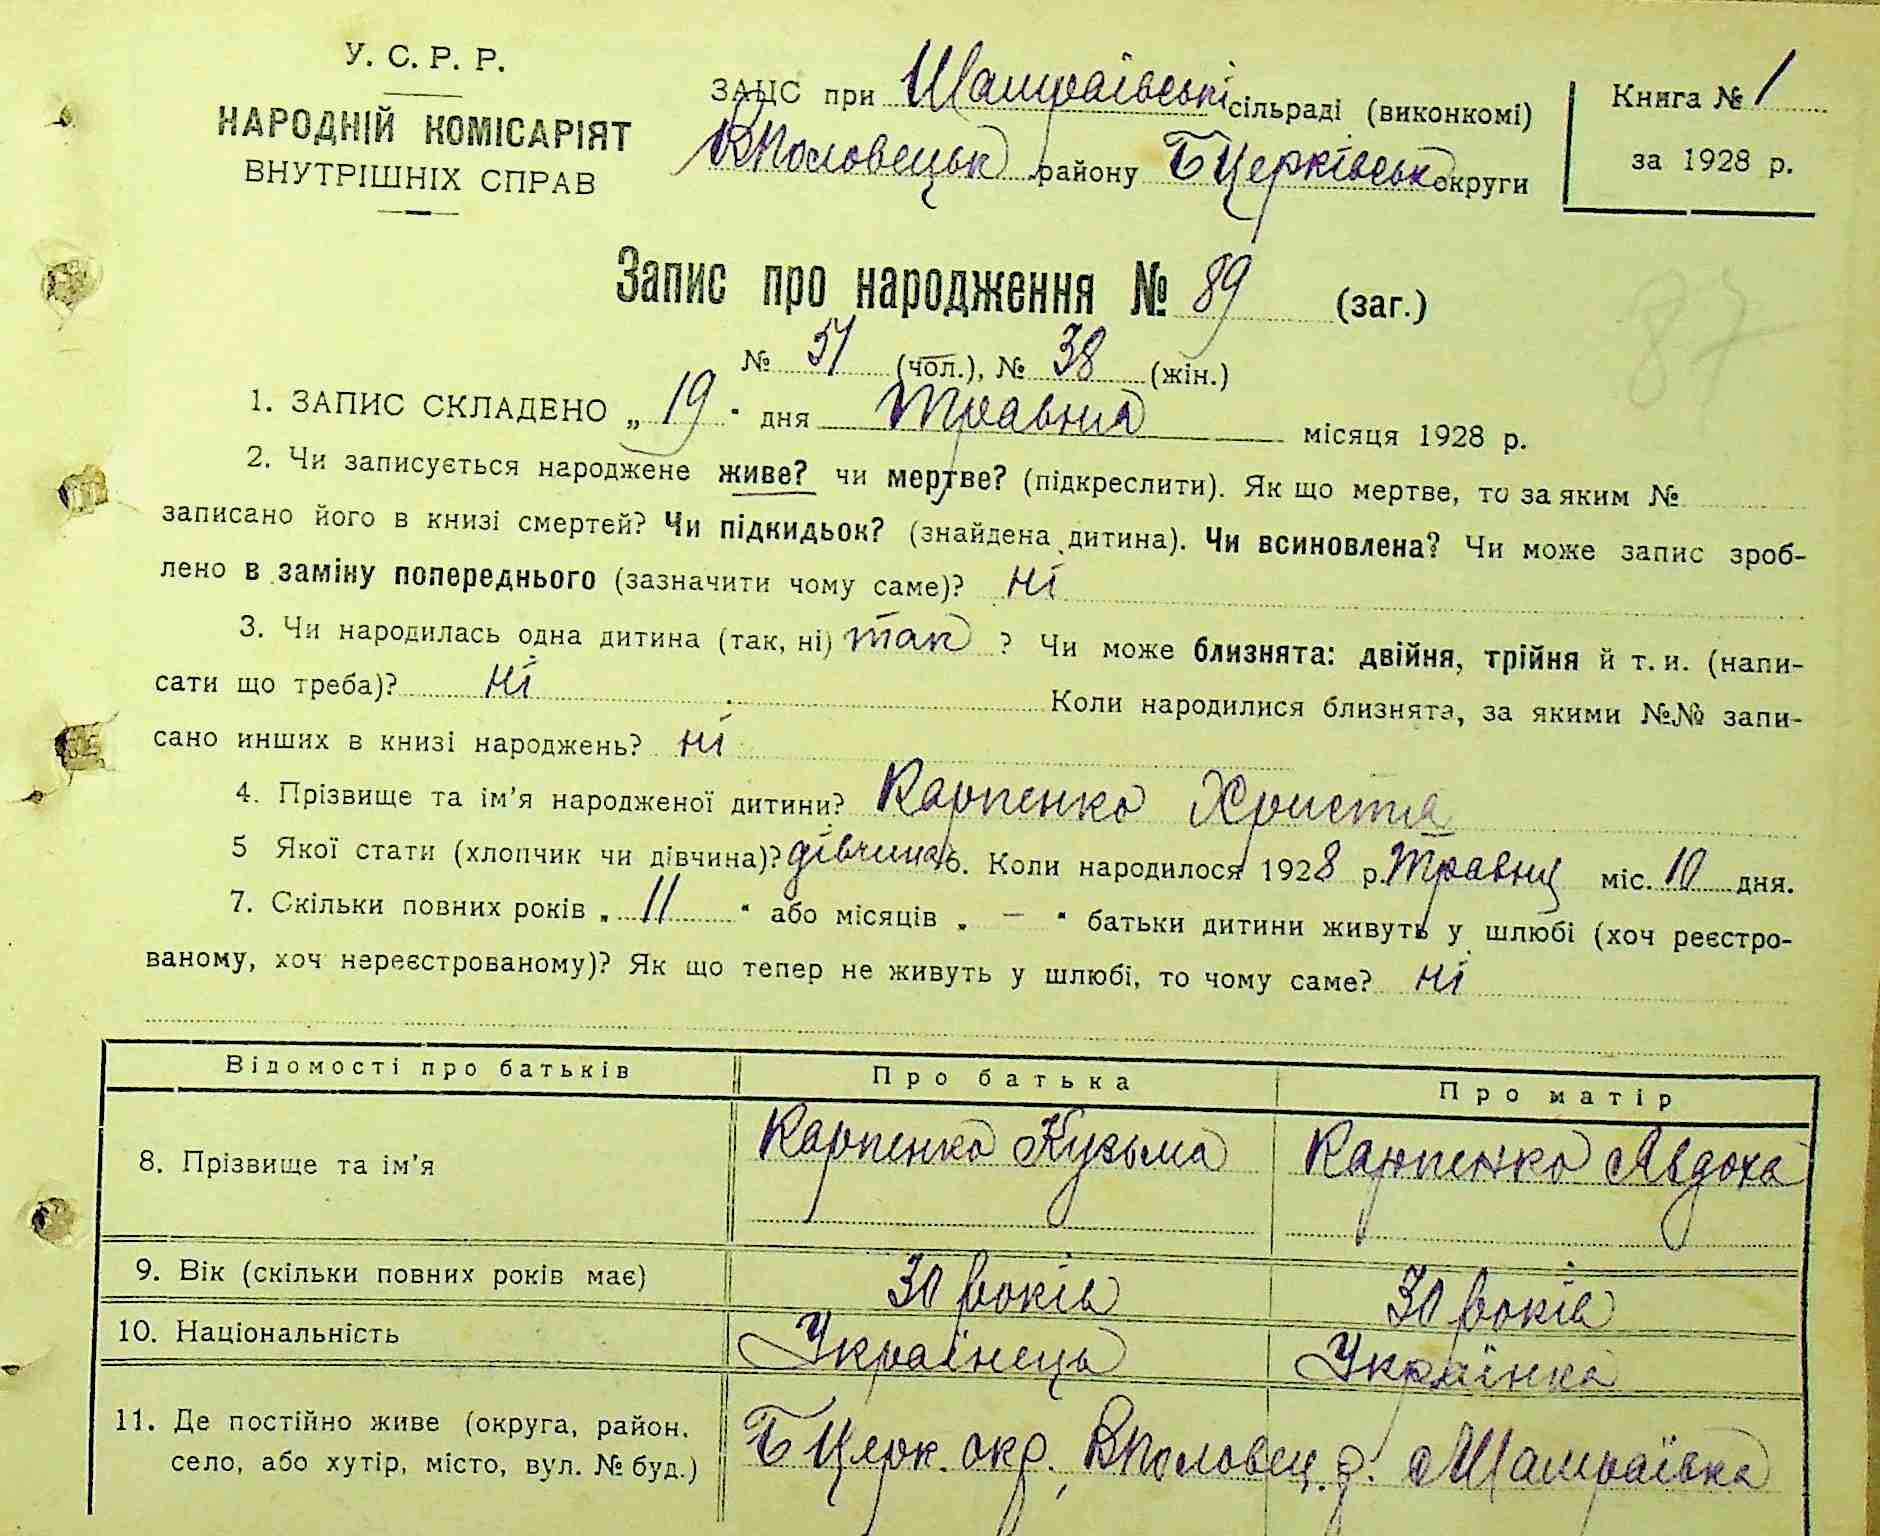 У. С. Р. Р.
НАРОДНІЙ КОМІСАРІЯТ
ВНУТРІШНІХ СПРАВ
ЗАЦС при Шамраївські сільраді (виконкомі)
ВПоловецьк району БЦерківськ округи
Книга № 1
за 1928 р.
Запис про народження № 89 (заг.)
87
№ 51 (чол.), № 38 (жін.)
1. ЗАПИС СКЛАДЕНО „ 19 " дня Травня місяця 1928 р.
2. Чи записується народжене живе? чи мертве? (підкреслити). Як що мертве, то за яким №
записано його в книзі смертей? Чи підкидьок? (знайдена дитина). Чи всиновлена? Чи може запис зроб-
лено в заміну попереднього (зазначити чому саме)? ні
3. Чи народилась одна дитина (так, ні) так ? Чи може близнята: двійня, трійня й т. и. (напи-
сати що треба)? ні Коли народилися близнята, за якими №№ запи-
сано инших в книзі народжень? ні
4. Прізвище та ім'я народженої дитини? Карпенко Христя
5 Якої стати (хлопчик чи дівчина)? дівчина 6. Коли народилося 1928 р. Травня міс. 10 дня.
7. Скільки повних років „ 11 " або місяців „ — " батьки дитини живуть у шлюбі (хоч реєстро-
ваному, хоч нереєстрованому)? Як що тепер не живуть у шлюбі, то чому саме? ні
Відомості про батьків Про батька Про матір
8. Прізвище та ім'я Карпенко Кузьма Карпенко Явдоха
9. Вік (скільки повних років має) 30 років 30 років
10. Національність Українець Українка
11. Де постійно живе (округа, район,
село, або хутір, місто, вул. № буд.) БЦерк. окр. ВПоловец. р. с Шамраївка